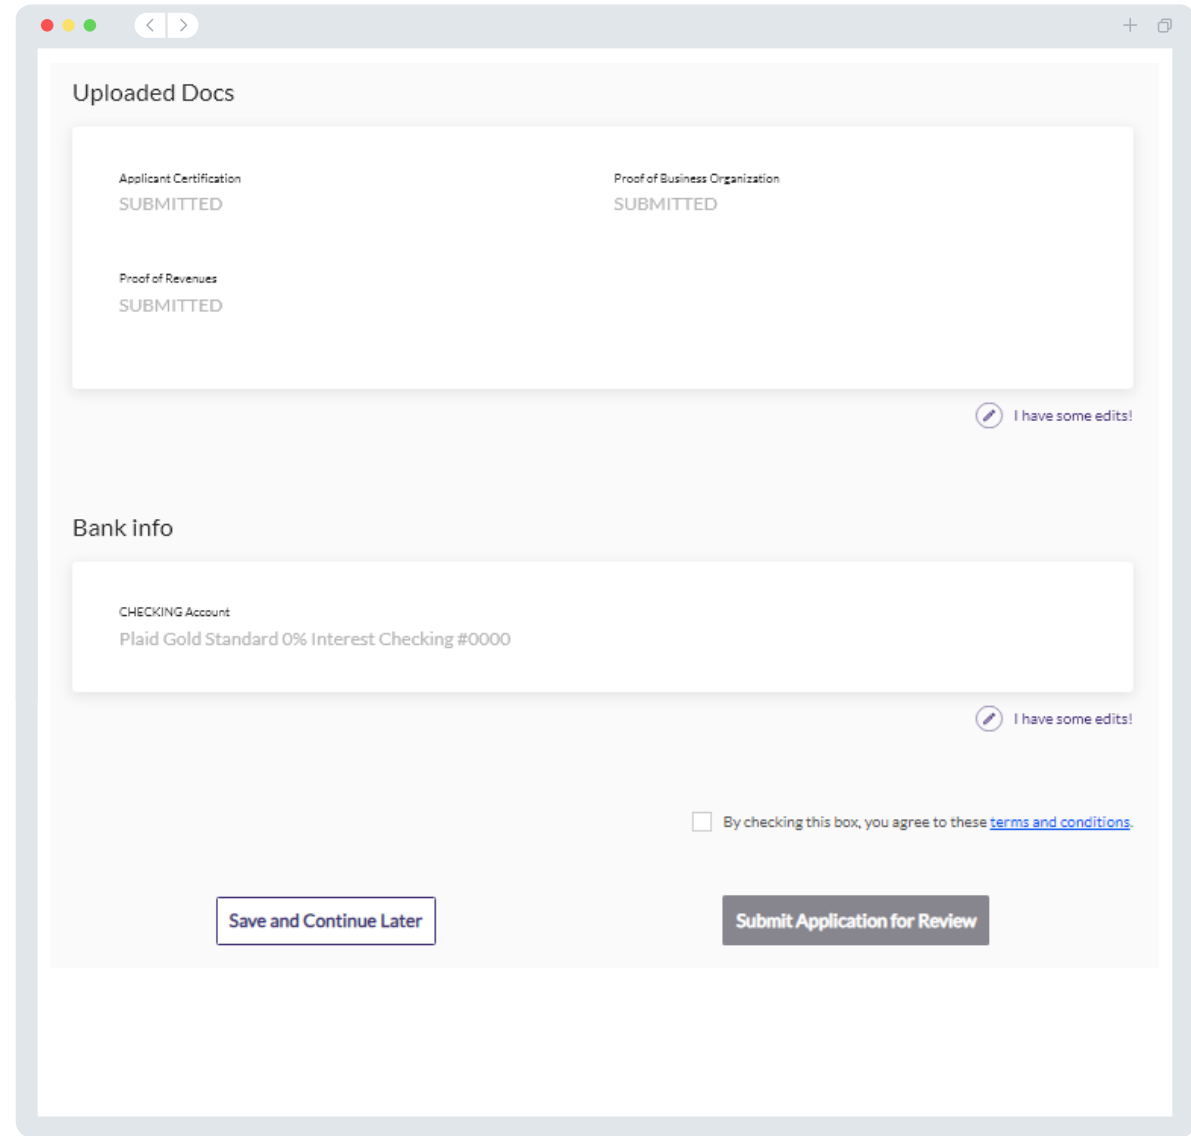 Uploaded Docs
Applicant Certification
SUBMITTED
Proof of Business Organization
SUBMITTED
Proof of Revenues
SUBMITTED
I have some edits!
Bank info
CHECKING Account
Plaid Gold Standard 0% Interest Checking #0000
I have some edits!
By checking this box, you agree to these terms and conditions.
Save and Continue Later
Submit Application for Review